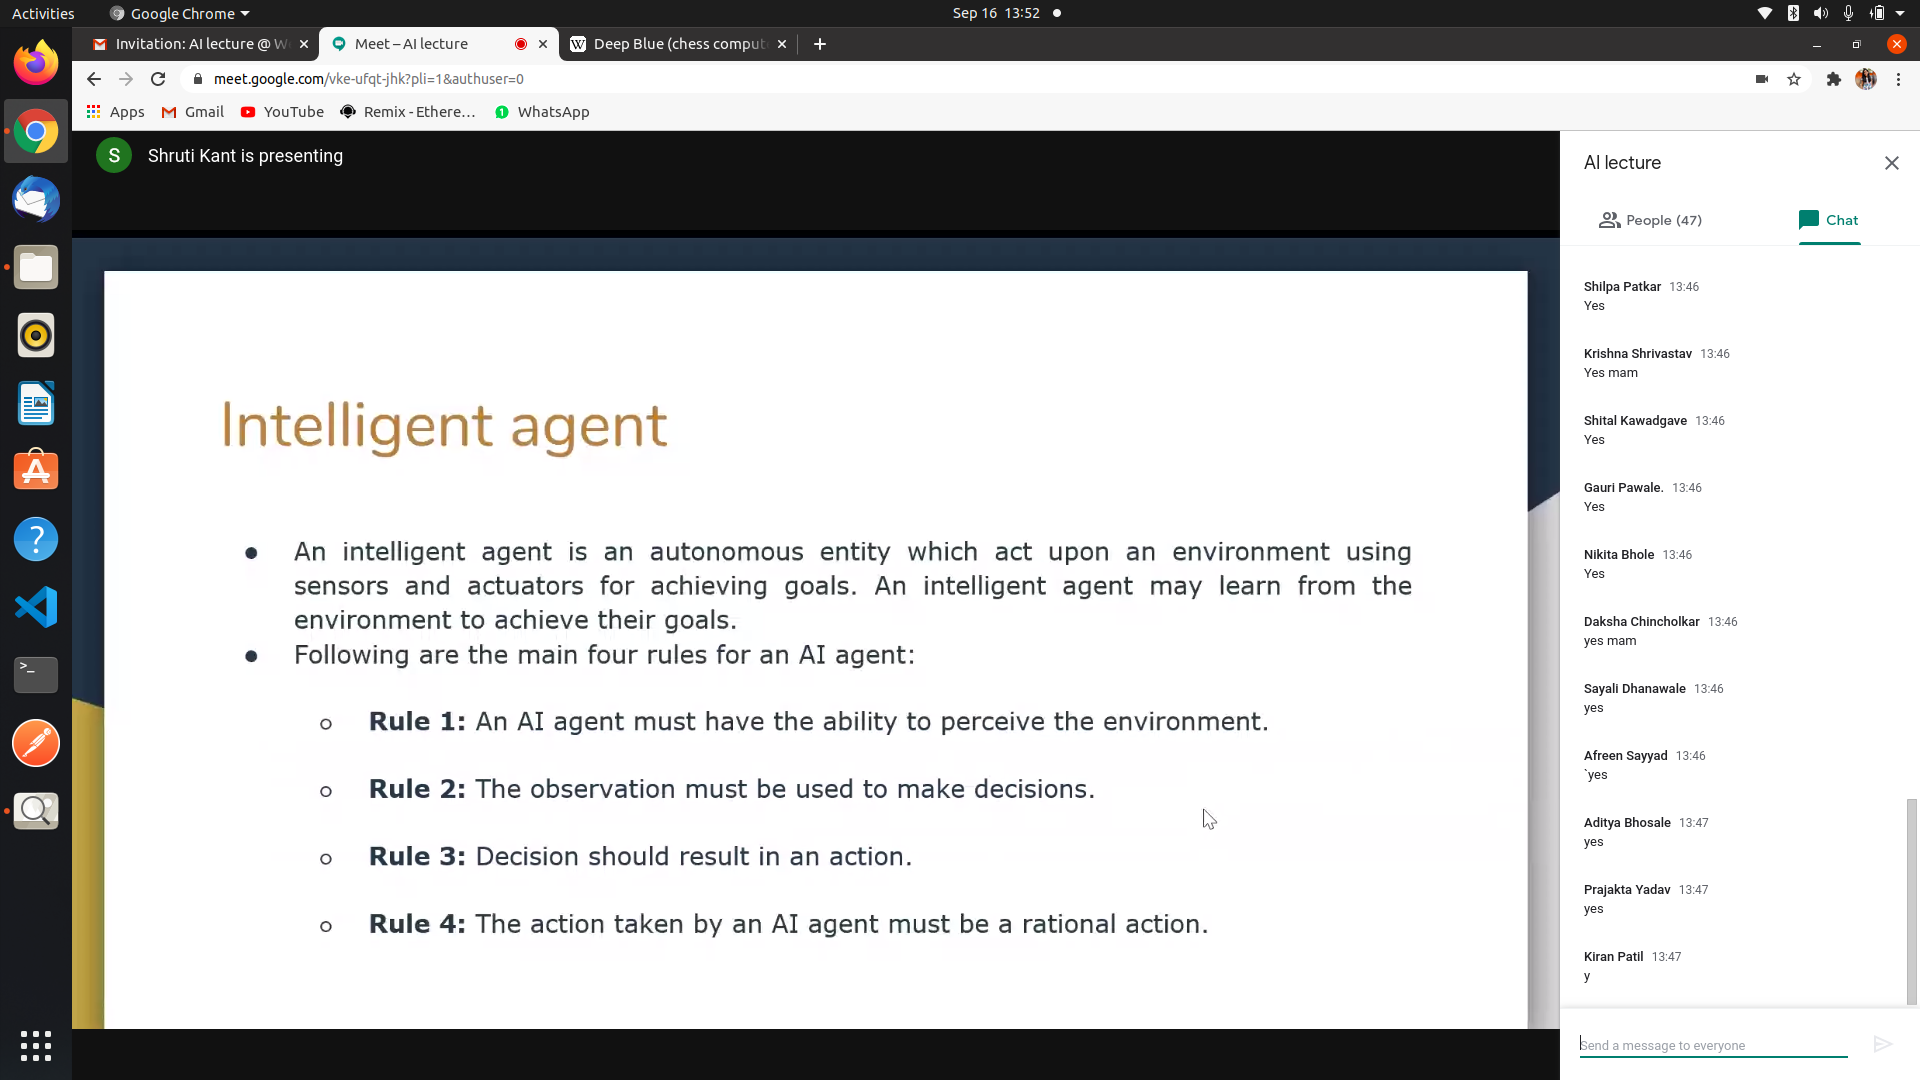 Activities
Google Chrome
Sep 16 13:52
Invitation: AI lecture @ W
Meet – AI lecture
Deep Blue (chess comput
meet.google.com/vke-ufqt-jhk?pli=1&authuser=0
Apps
Gmail
YouTube
Remix - Ethere…
WhatsApp
S
Shruti Kant is presenting
Intelligent agent
● An intelligent agent is an autonomous entity which act upon an environment using
sensors and actuators for achieving goals. An intelligent agent may learn from the
environment to achieve their goals.
● Following are the main four rules for an AI agent:
○ Rule 1: An AI agent must have the ability to perceive the environment.
○ Rule 2: The observation must be used to make decisions.
○ Rule 3: Decision should result in an action.
○ Rule 4: The action taken by an AI agent must be a rational action.
AI lecture
People (47)
Chat
Shilpa Patkar 13:46
Yes
Krishna Shrivastav 13:46
Yes mam
Shital Kawadgave 13:46
Yes
Gauri Pawale. 13:46
Yes
Nikita Bhole 13:46
Yes
Daksha Chincholkar 13:46
yes mam
Sayali Dhanawale 13:46
yes
Afreen Sayyad 13:46
`yes
Aditya Bhosale 13:47
yes
Prajakta Yadav 13:47
yes
Kiran Patil 13:47
y
Send a message to everyone